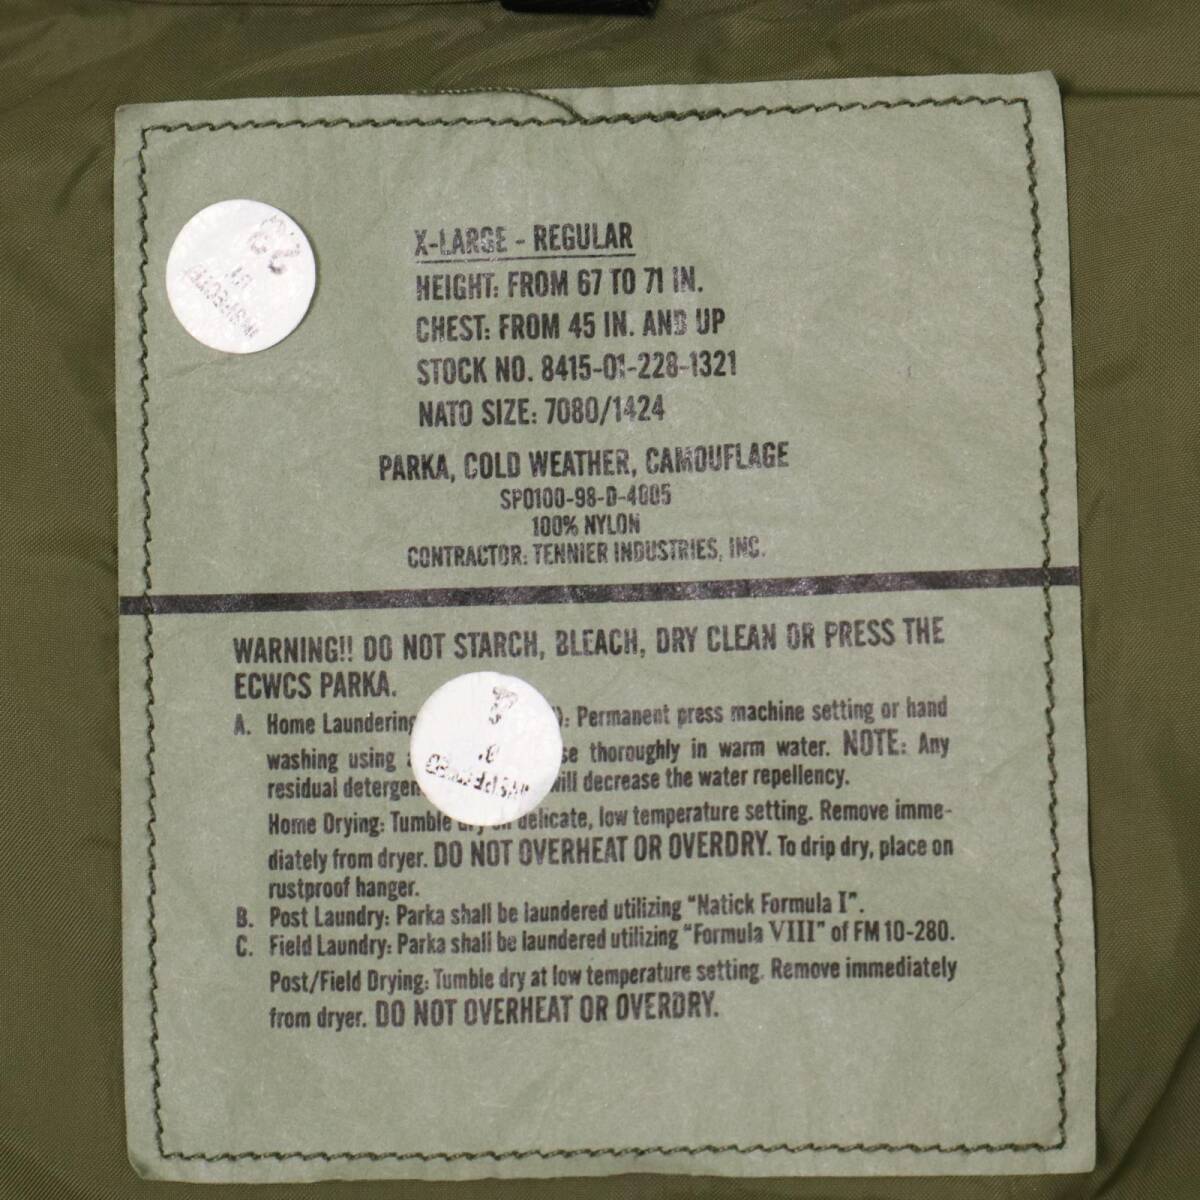 X-LARGE - REGULAR
HEIGHT: FROM 67 TO 71 IN.
CHEST: FROM 45 IN. AND UP
STOCK NO. 8415-01-228-1321
NATO SIZE: 7080/1424
PARKA, COLD WEATHER, CAMOUFLAGE
SP0100-98-D-4005
100% NYLON
CONTRACTOR: TENNIER INDUSTRIES, INC.
WARNING!! DO NOT STARCH, BLEACH, DRY CLEAN OR PRESS THE
ECWCS PARKA.
A. Home Laundering : Permanent press machine setting or hand
washing using thoroughly in warm water. NOTE: Any
residual will decrease the water repellency.
Home Drying: Tumble dry on delicate, low temperature setting. Remove imme-
diately from dryer. DO NOT OVERHEAT OR OVERDRY. To drip dry, place on
rustproof hanger.
B. Post Laundry: Parka shall be laundered utilizing "Natick Formula I".
C. Field Laundry: Parka shall be laundered utilizing "Formula VIII" of FM 10-280.
Post/Field Drying: Tumble dry at low temperature setting. Remove immediately
from dryer. DO NOT OVERHEAT OR OVERDRY.